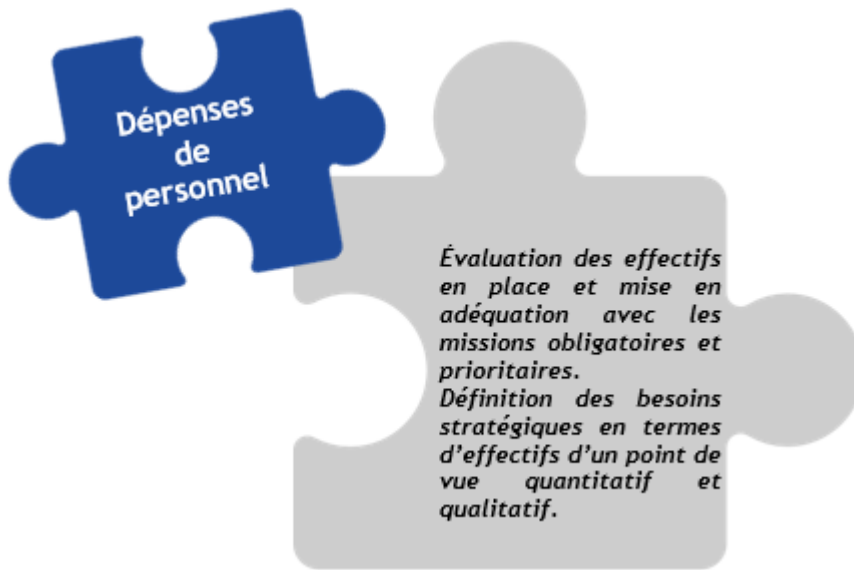 Dépenses
de
personnel
Évaluation des effectifs
en place et mise en
adéquation avec les
missions obligatoires et
prioritaires.
Définition des besoins
stratégiques en termes
d'effectifs d'un point de
vue quantitatif et
qualitatif.